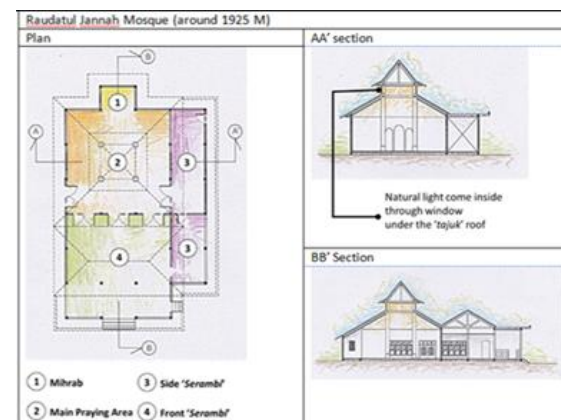 Raudatul Jannah Mosque (around 1925 M)
Plan
B
1
A
2
3
A'
3
4
B
1 Mihrab
3 Side 'Serambi'
2 Main Praying Area
4 Front 'Serambi'
AA' section
Natural light come inside
through window
under the 'tajuk' roof
BB' Section